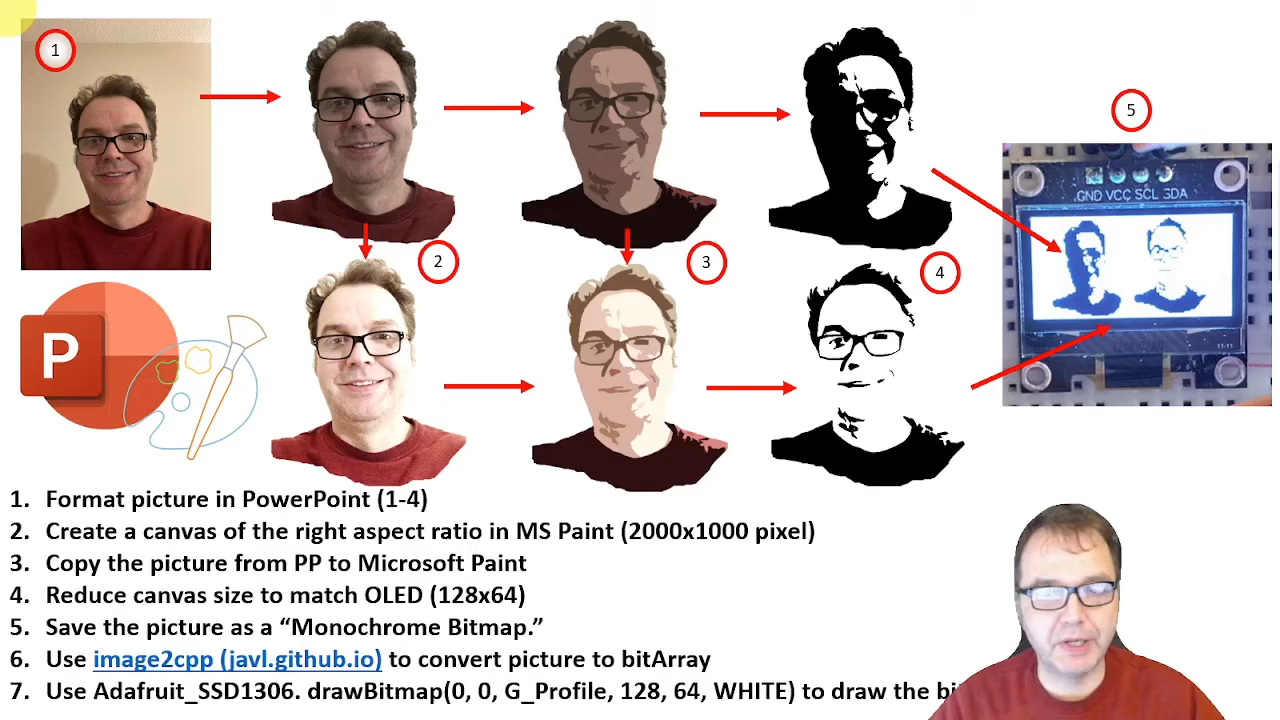 1
5
GND VCC SCL SDA
2
3
4
P
1. Format picture in PowerPoint (1-4)
2. Create a canvas of the right aspect ratio in MS Paint (2000x1000 pixel)
3. Copy the picture from PP to Microsoft Paint
4. Reduce canvas size to match OLED (128x64)
5. Save the picture as a “Monochrome Bitmap.”
6. Use image2cpp (javl.github.io) to convert picture to bitArray
7. Use Adafruit_SSD1306. drawBitmap(0, 0, G_Profile, 128, 64, WHITE) to draw the